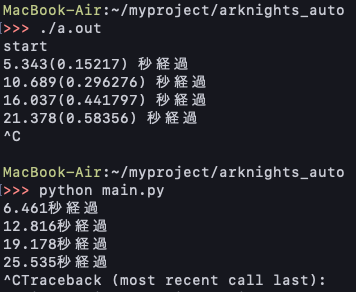 MacBook-Air:~/myproject/arknights_auto
>>> ./a.out
start
5.343(0.15217) 秒経過
10.689(0.296276) 秒経過
16.037(0.441797) 秒経過
21.378(0.58356) 秒経過
^C
MacBook-Air:~/myproject/arknights_auto
>>> python main.py
6.461秒経過
12.816秒経過
19.178秒経過
25.535秒経過
^CTraceback (most recent call last):